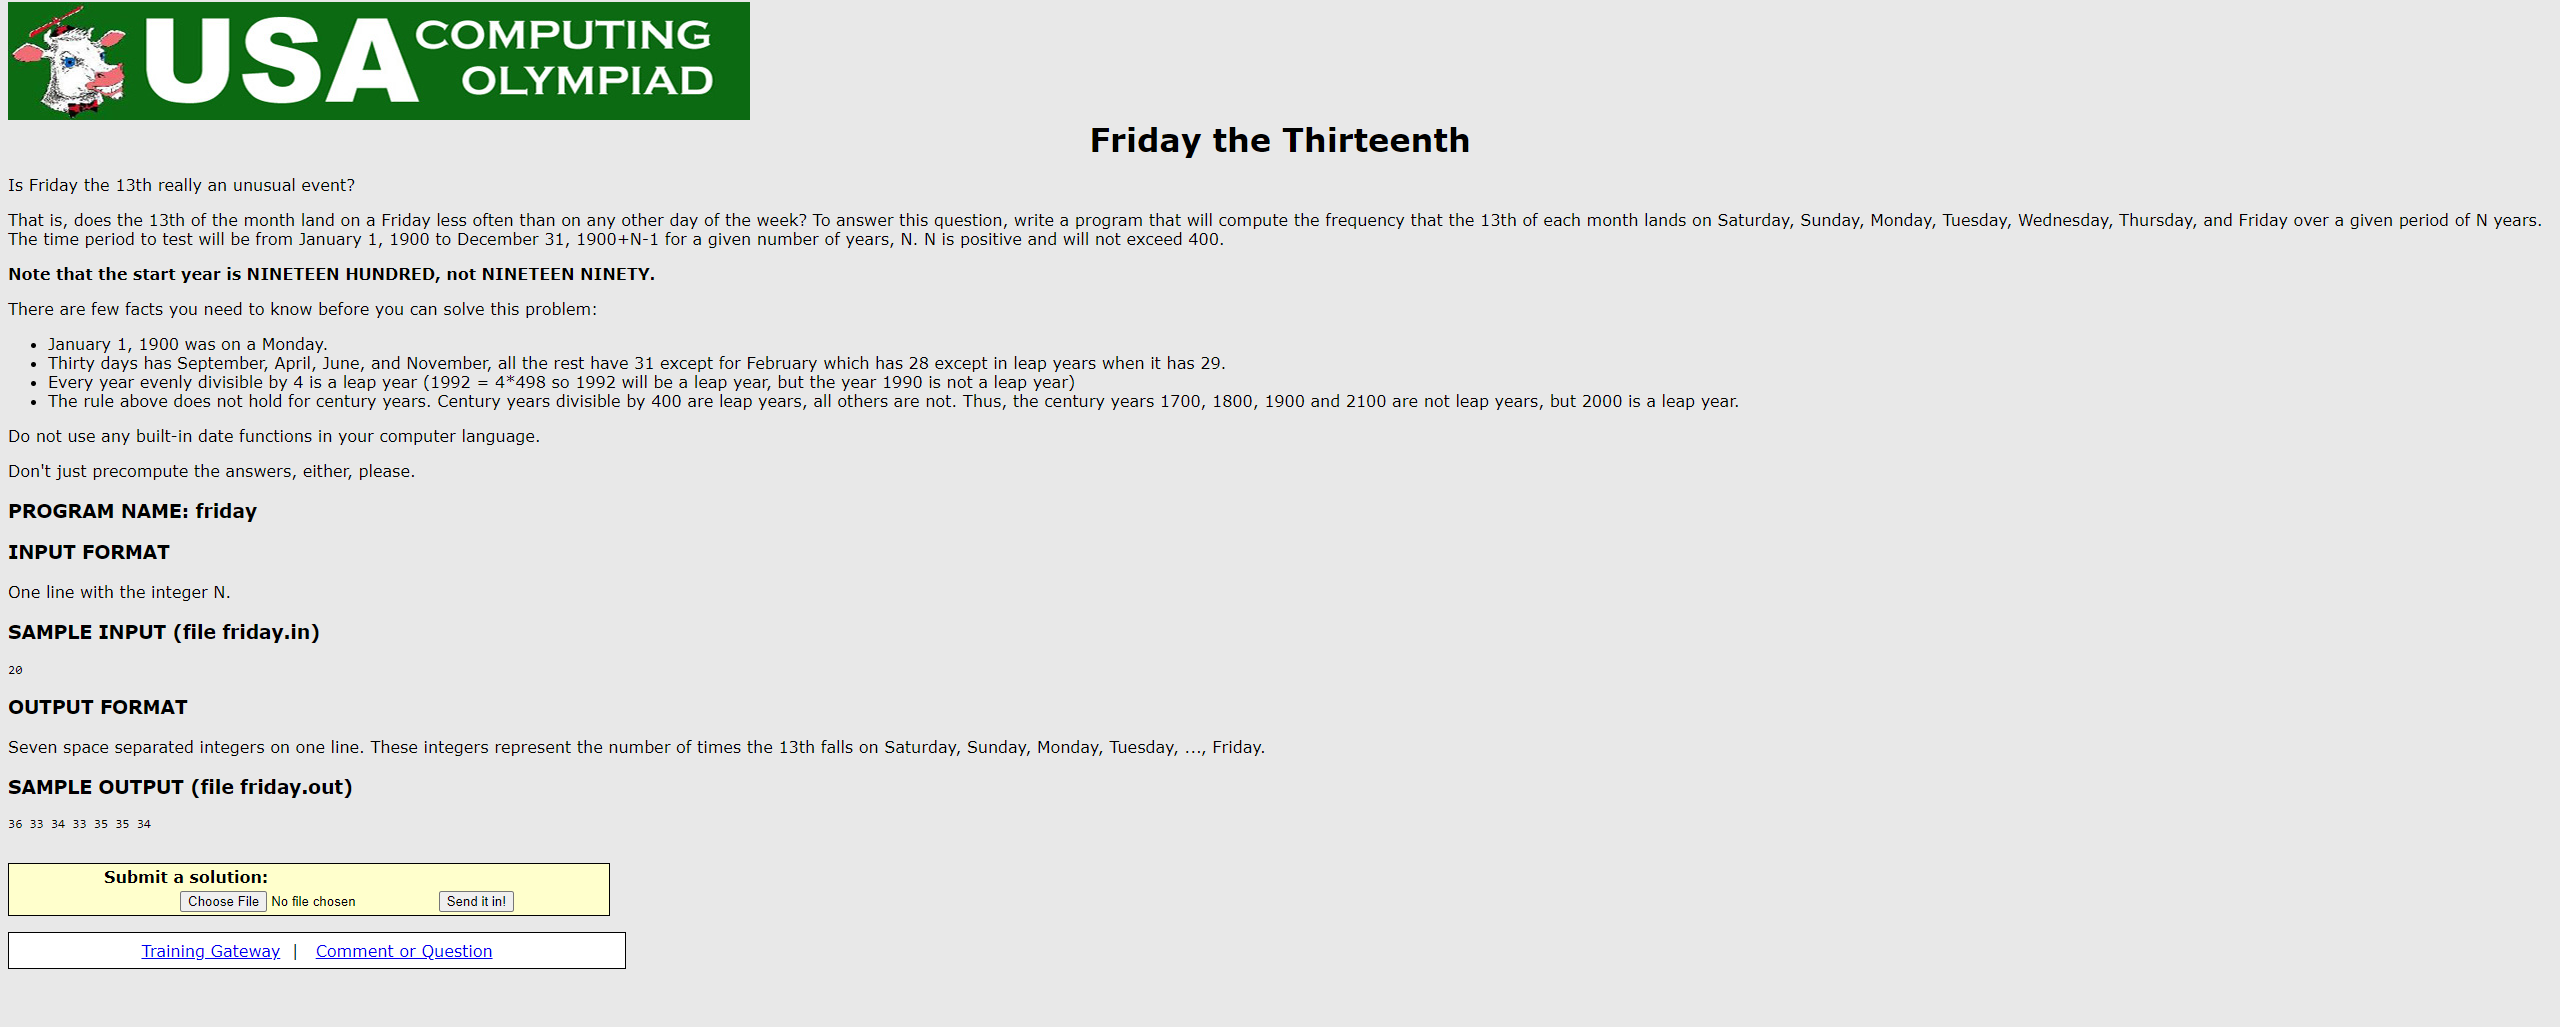 USA COMPUTING
OLYMPIAD
Friday the Thirteenth
Is Friday the 13th really an unusual event?
That is, does the 13th of the month land on a Friday less often than on any other day of the week? To answer this question, write a program that will compute the frequency that the 13th of each month lands on Saturday, Sunday, Monday, Tuesday, Wednesday, Thursday, and Friday over a given period of N years.
The time period to test will be from January 1, 1900 to December 31, 1900+N-1 for a given number of years, N. N is positive and will not exceed 400.
Note that the start year is NINETEEN HUNDRED, not NINETEEN NINETY.
There are few facts you need to know before you can solve this problem:
• January 1, 1900 was on a Monday.
• Thirty days has September, April, June, and November, all the rest have 31 except for February which has 28 except in leap years when it has 29.
• Every year evenly divisible by 4 is a leap year (1992 = 4*498 so 1992 will be a leap year, but the year 1990 is not a leap year)
• The rule above does not hold for century years. Century years divisible by 400 are leap years, all others are not. Thus, the century years 1700, 1800, 1900 and 2100 are not leap years, but 2000 is a leap year.
Do not use any built-in date functions in your computer language.
Don't just precompute the answers, either, please.
PROGRAM NAME: friday
INPUT FORMAT
One line with the integer N.
SAMPLE INPUT (file friday.in)
20
OUTPUT FORMAT
Seven space separated integers on one line. These integers represent the number of times the 13th falls on Saturday, Sunday, Monday, Tuesday, ..., Friday.
SAMPLE OUTPUT (file friday.out)
36 33 34 33 35 35 34
Submit a solution:
Choose File No file chosen Send it in!
Training Gateway | Comment or Question